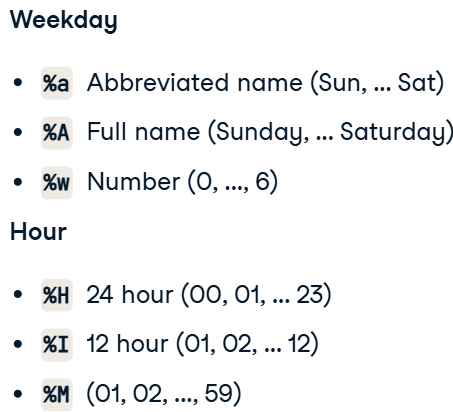 Weekday
• %a Abbreviated name (Sun, ... Sat)
• %A Full name (Sunday, ... Saturday)
• %w Number (0, ..., 6)
Hour
• %H 24 hour (00, 01, ... 23)
• %I 12 hour (01, 02, ... 12)
• %M (01, 02, ..., 59)